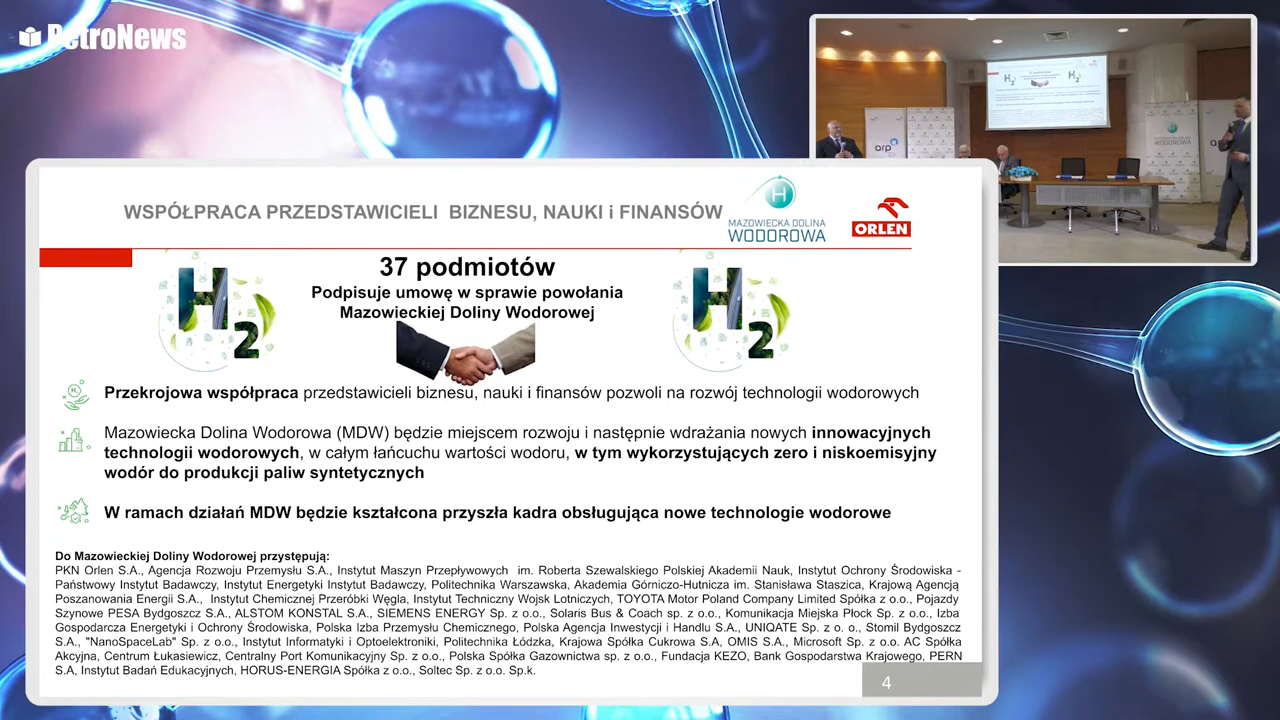 PetroNews
WSPÓŁPRACA PRZEDSTAWICIELI BIZNESU, NAUKI i FINANSÓW
MAZOWIECKA DOLINA
WODOROWA
ORLEN
37 podmiotów
Podpisuje umowę w sprawie powołania
Mazowieckiej Doliny Wodorowej
H2
H2
Przekrojowa współpraca przedstawicieli biznesu, nauki i finansów pozwoli na rozwój technologii wodorowych
Mazowiecka Dolina Wodorowa (MDW) będzie miejscem rozwoju i następnie wdrażania nowych innowacyjnych
technologii wodorowych, w całym łańcuchu wartości wodoru, w tym wykorzystujących zero i niskoemisyjny
wodór do produkcji paliw syntetycznych
W ramach działań MDW będzie kształcona przyszła kadra obsługująca nowe technologie wodorowe
Do Mazowieckiej Doliny Wodorowej przystępują:
PKN Orlen S.A., Agencja Rozwoju Przemysłu S.A., Instytut Maszyn Przepływowych im. Roberta Szewalskiego Polskiej Akademii Nauk, Instytut Ochrony Środowiska -
Państwowy Instytut Badawczy, Instytut Energetyki Instytut Badawczy, Politechnika Warszawska, Akademia Górniczo-Hutnicza im. Stanisława Staszica, Krajową Agencją
Poszanowania Energii S.A., Instytut Chemicznej Przeróbki Węgla, Instytut Techniczny Wojsk Lotniczych, TOYOTA Motor Poland Company Limited Spółka z o.o., Pojazdy
Szynowe PESA Bydgoszcz S.A., ALSTOM KONSTAL S.A., SIEMENS ENERGY Sp. z o.o., Solaris Bus & Coach sp. z o.o., Komunikacja Miejska Płock Sp. z o.o., Izba
Gospodarcza Energetyki i Ochrony Środowiska, Polska Izba Przemysłu Chemicznego, Polska Agencja Inwestycji i Handlu S.A., UNIQATE Sp. z o. o., Stomil Bydgoszcz
S.A., "NanoSpaceLab" Sp. z o.o., Instytut Informatyki i Optoelektroniki, Politechnika Łódzka, Krajowa Spółka Cukrowa S.A, OMIS S.A., Microsoft Sp. z o.o. AC Spółka
Akcyjna, Centrum Łukasiewicz, Centralny Port Komunikacyjny Sp. z o.o., Polska Spółka Gazownictwa sp. z o.o., Fundacja KEZO, Bank Gospodarstwa Krajowego, PERN
S.A, Instytut Badań Edukacyjnych, HORUS-ENERGIA Spółka z o.o., Soltec Sp. z o.o. Sp.k.
4
arp
MAZOWIECKA DOLINA
WODOROWA